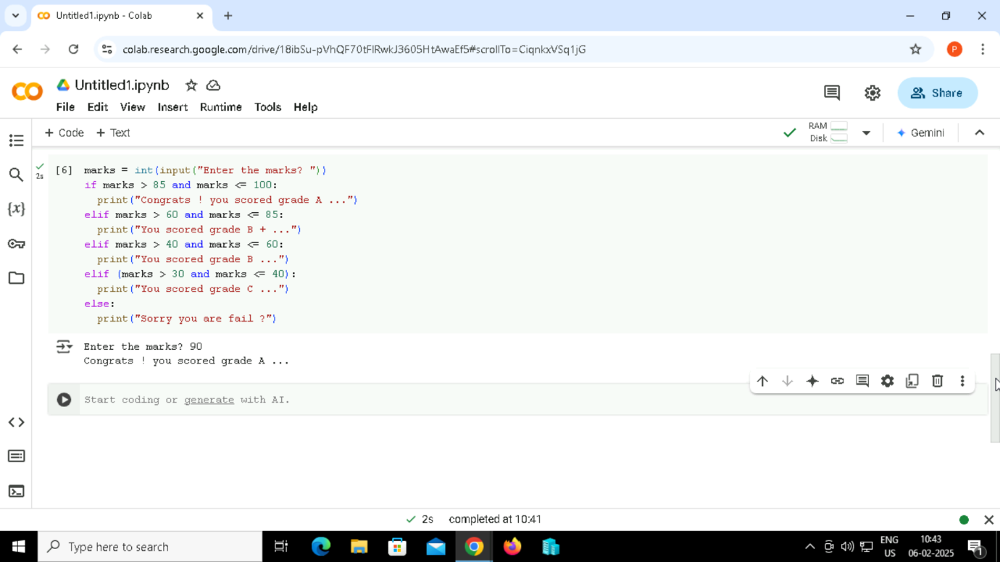 Untitled1.ipynb - Colab
colab.research.google.com/drive/18ibSu-pVhQF70tFlRwkJ3605HtAwaEf5#scrollTo=CiqnkxVSq1jG
P
Untitled1.ipynb
Share
File Edit View Insert Runtime Tools Help
+ Code + Text
RAM
Disk
Gemini
2s
[6] marks = int(input("Enter the marks? "))
if marks > 85 and marks <= 100:
print("Congrats ! you scored grade A ...")
elif marks > 60 and marks <= 85:
print("You scored grade B + ...")
elif marks > 40 and marks <= 60:
print("You scored grade B ...")
elif (marks > 30 and marks <= 40):
print("You scored grade C ...")
else:
print("Sorry you are fail ?")
Enter the marks? 90
Congrats ! you scored grade A ...
Start coding or generate with AI.
2s completed at 10:41
Type here to search
ENG
US
10:43
06-02-2025
1